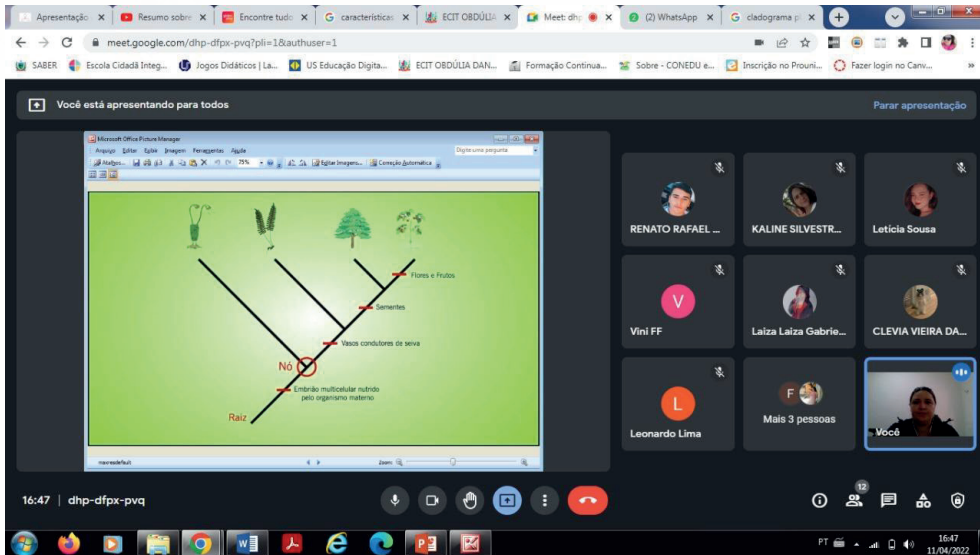 Apresentação
Resumo sobre
Encontre tudo
características
ECIT OBDÚLIA
Meet: dhp
(2) WhatsApp
cladograma pl
meet.google.com/dhp-dfpx-pvq?pli=1&authuser=1
SABER
Escola Cidadã Integ...
Jogos Didáticos | La...
US Educação Digita...
ECIT OBDÚLIA DAN...
Formação Continua...
Sobre - CONEDU e...
Inscrição no Prouni...
Fazer login no Canv...
Você está apresentando para todos
Parar apresentação
Microsoft Office Picture Manager
Arquivo Editar Exibir Imagem Ferramentas Ajuda
Digite uma pergunta
Atalhos...
75%
Editar Imagens...
Correção Automática
Flores e Frutos
Sementes
Vasos condutores de seiva
Nó
Embrião multicelular nutrido
pelo organismo materno
Raiz
maxresdefault
Zoom:
RENATO RAFAEL ...
KALINE SILVESTR...
Letícia Sousa
V
Vini FF
Laiza Laiza Gabrie...
CLEVIA VIEIRA DA...
L
Leonardo Lima
F
Mais 3 pessoas
Você
16:47 | dhp-dfpx-pvq
12
PT
16:47
11/04/2022